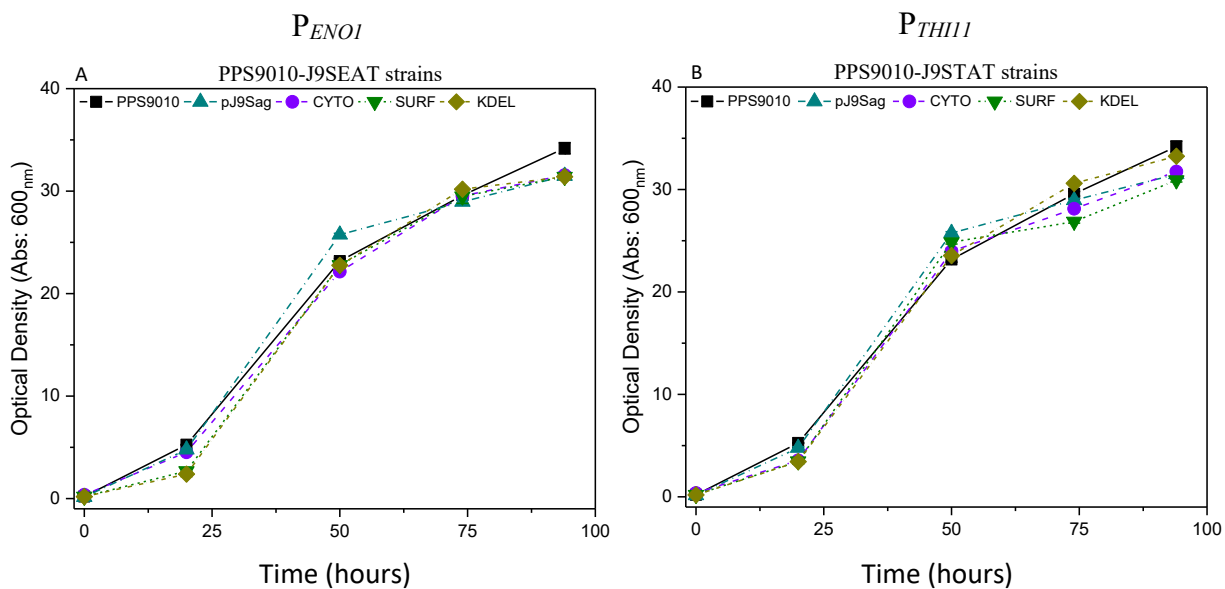 P_ENO1
A PPS9010-J9SEAT strains
PPS9010 pJ9Sag CYTO SURF KDEL
40
30
20
10
0
Optical Density (Abs: 600nm)
0 25 50 75 100
Time (hours)
P_THI11
B PPS9010-J9STAT strains
PPS9010 pJ9Sag CYTO SURF KDEL
40
30
20
10
0
Optical Density (Abs: 600nm)
0 25 50 75 100
Time (hours)